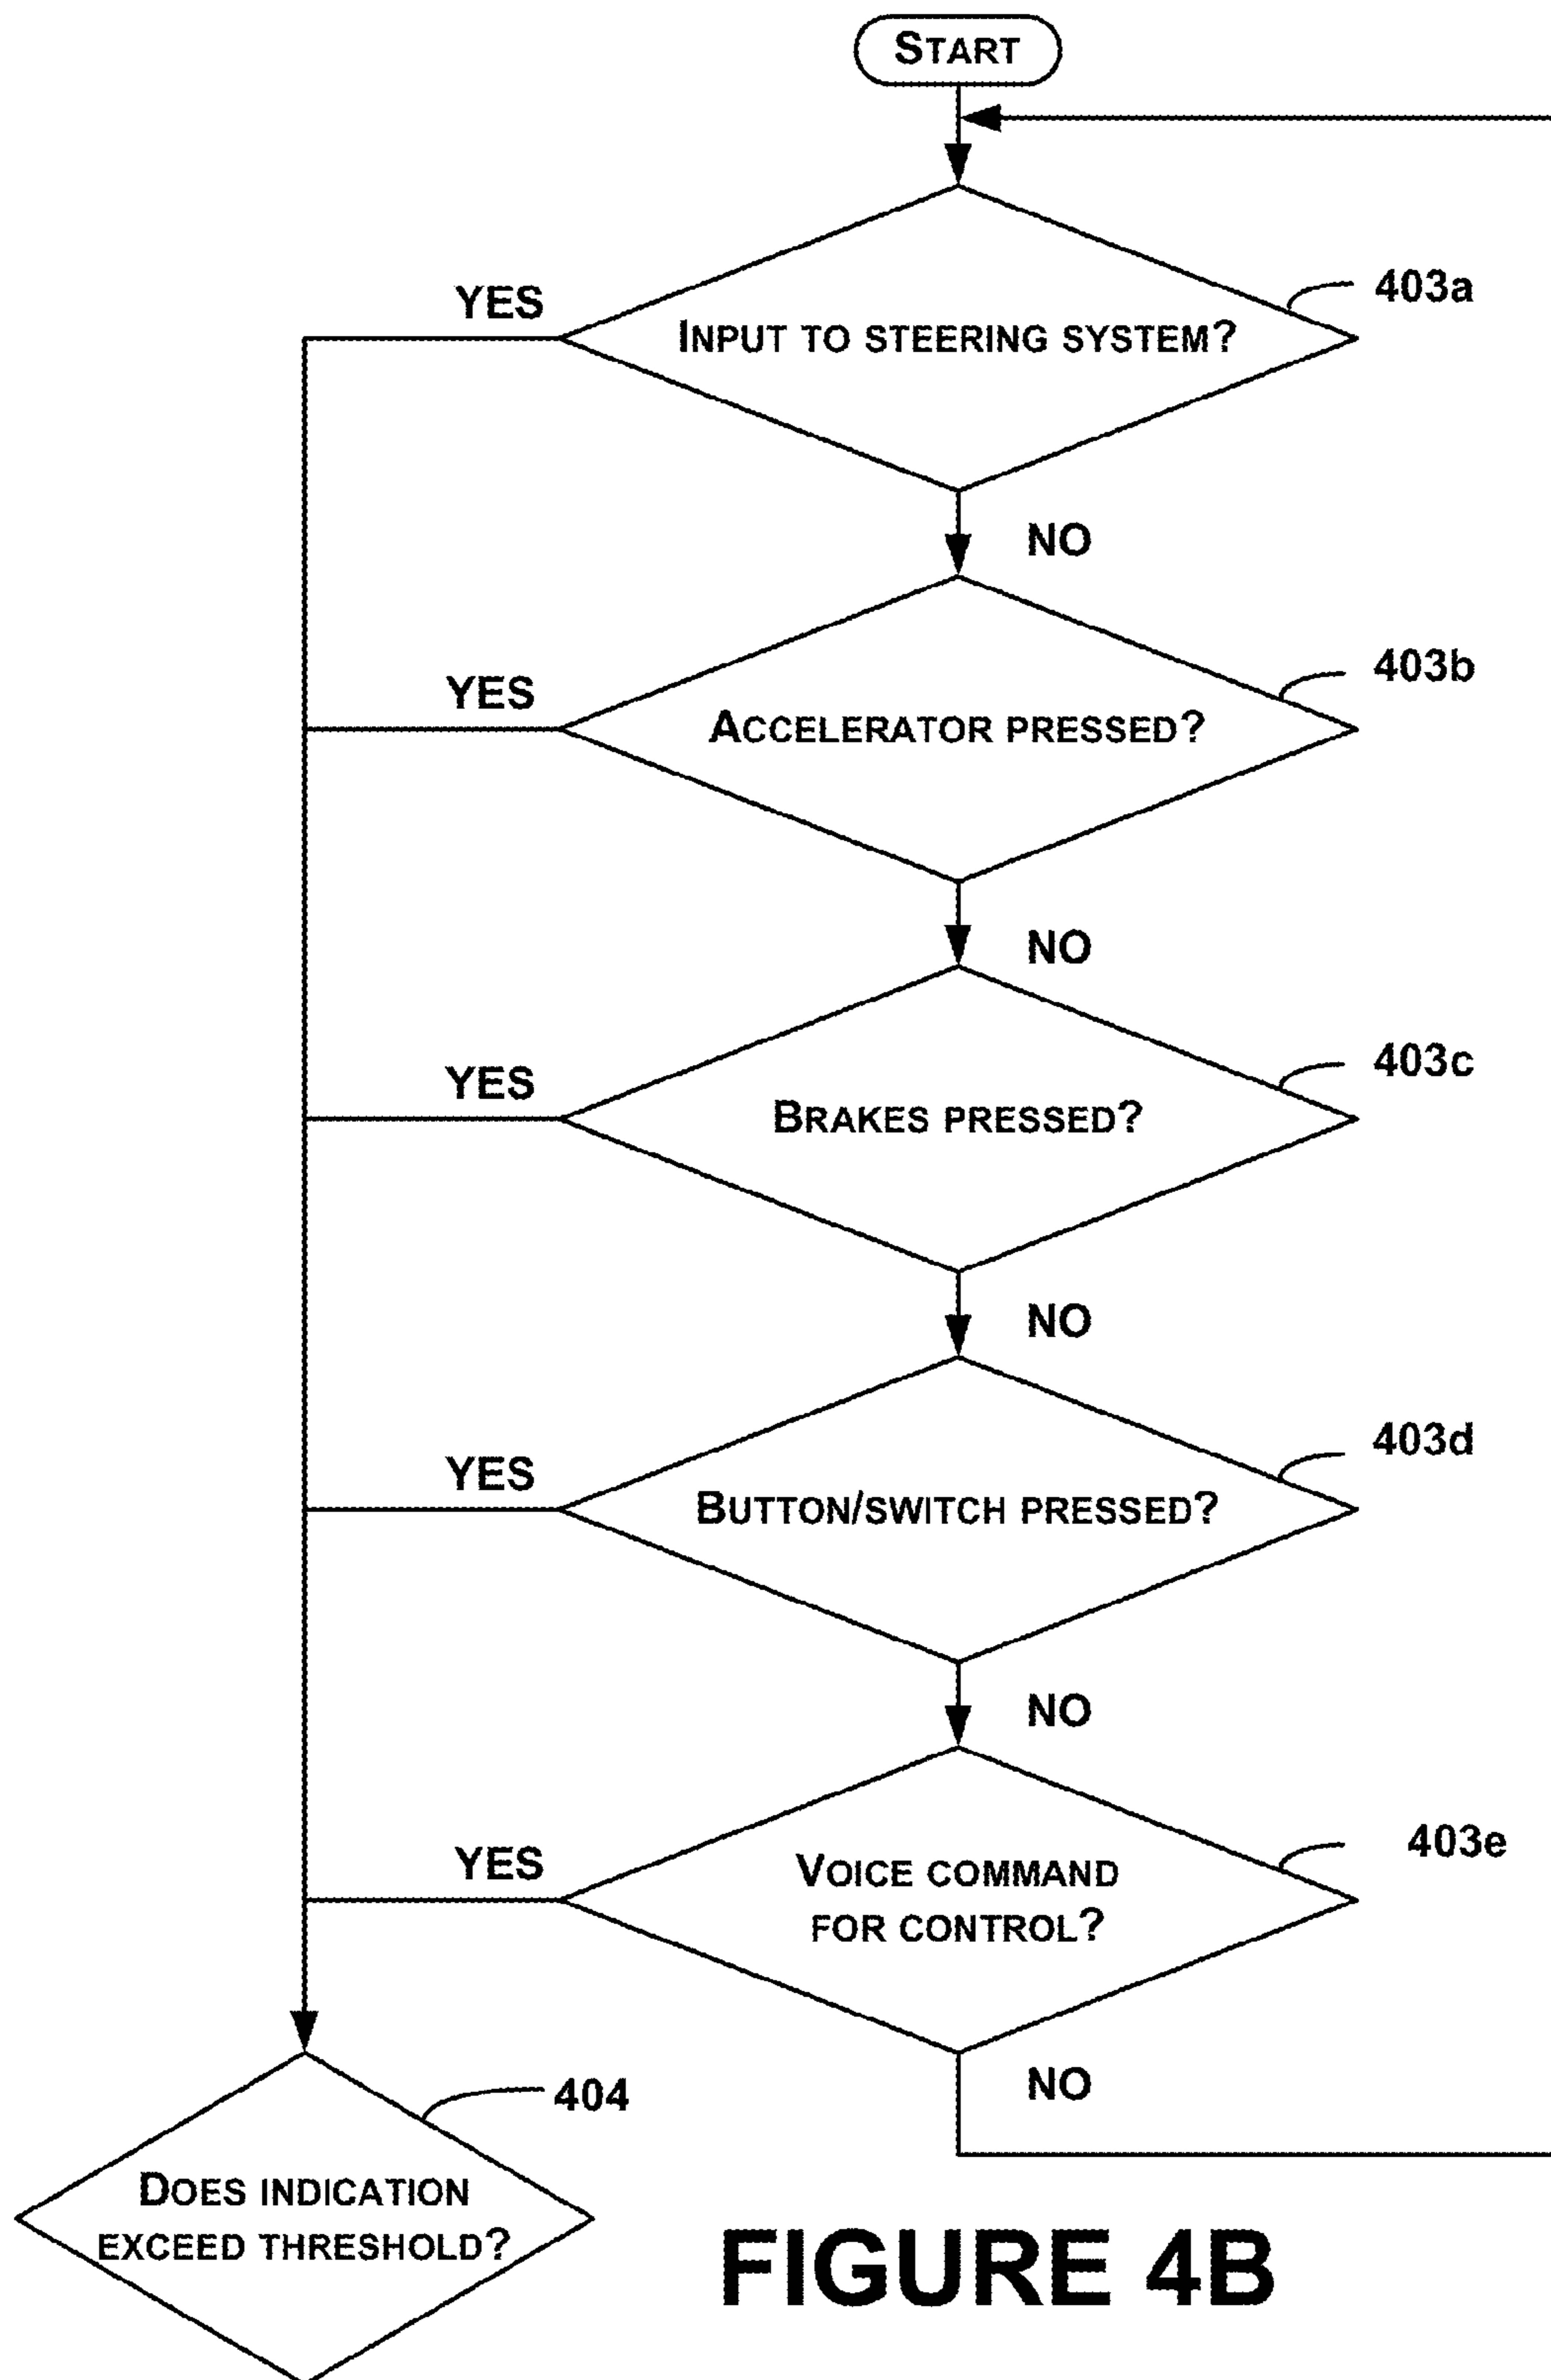 START
YES
403a
INPUT TO STEERING SYSTEM?
NO
403b
YES
ACCELERATOR PRESSED?
NO
403c
YES
BRAKES PRESSED?
NO
403d
YES
BUTTON/SWITCH PRESSED?
NO
403e
YES
VOICE COMMAND
FOR CONTROL?
NO
404
DOES INDICATION
EXCEED THRESHOLD?
FIGURE 4B